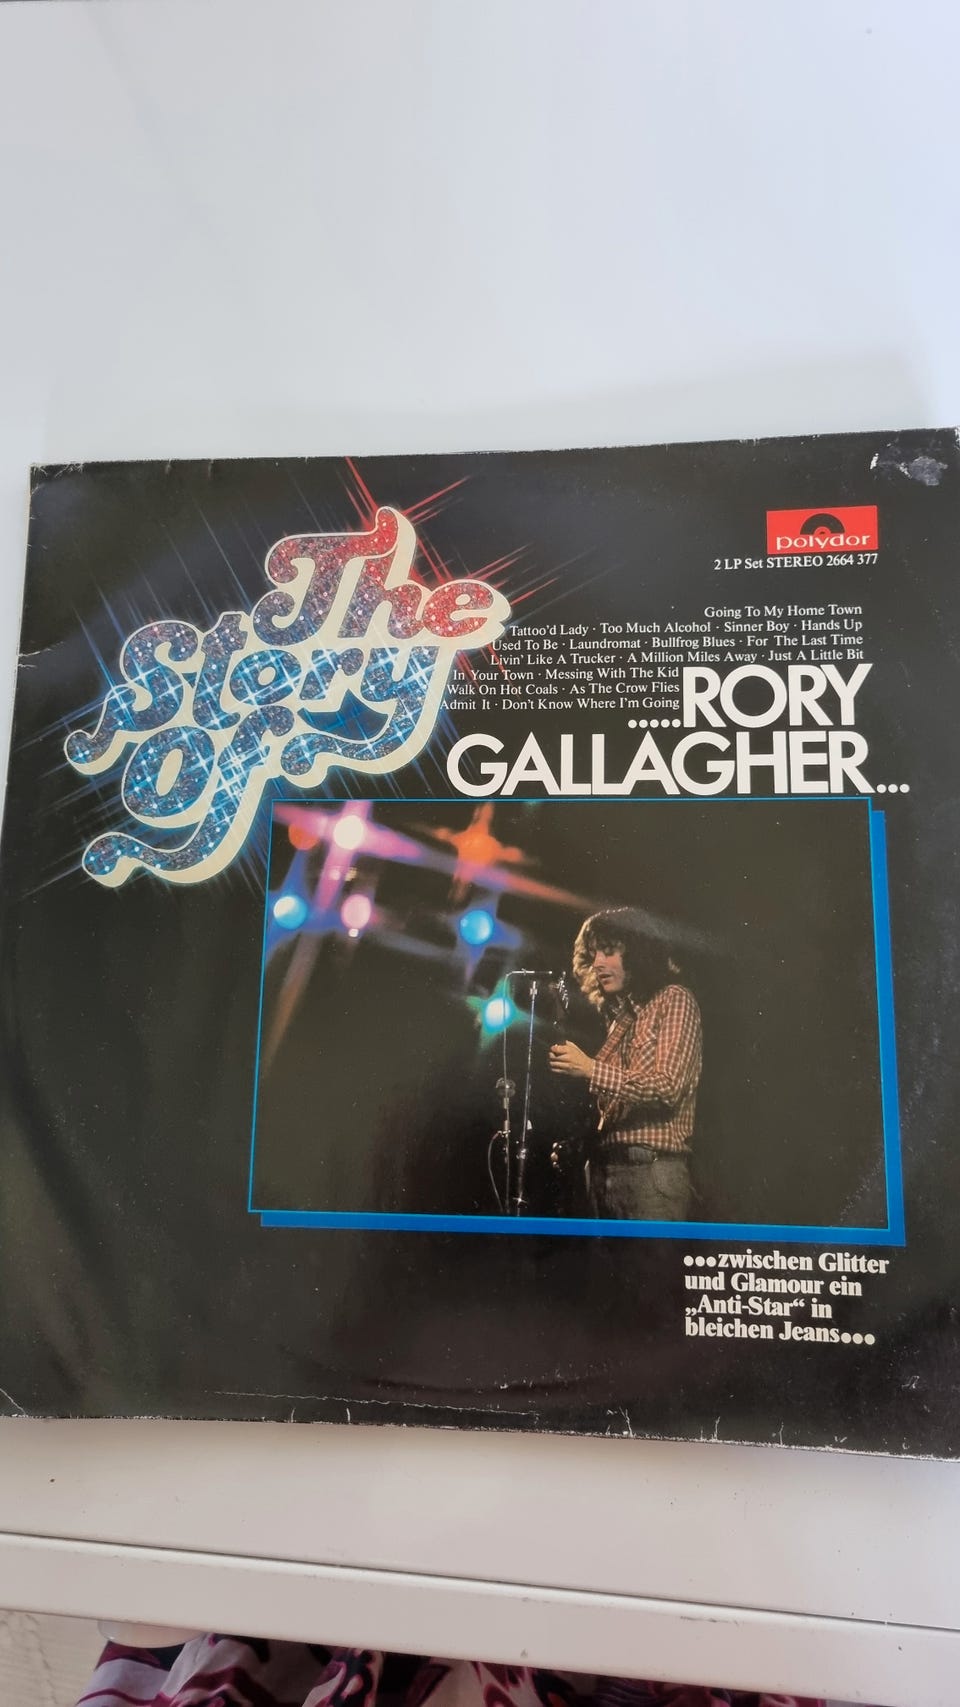 The
Story
Of
polydor
2 LP Set STEREO 2664 377
Going To My Home Town
Tattoo'd Lady · Too Much Alcohol · Sinner Boy · Hands Up
Used To Be · Laundromat · Bullfrog Blues · For The Last Time
Livin' Like A Trucker · A Million Miles Away · Just A Little Bit
In Your Town · Messing With The Kid
Walk On Hot Coals · As The Crow Flies
Admit It · Don't Know Where I'm Going
.....RORY
GALLAGHER...
...zwischen Glitter
und Glamour ein
„Anti-Star“ in
bleichen Jeans...